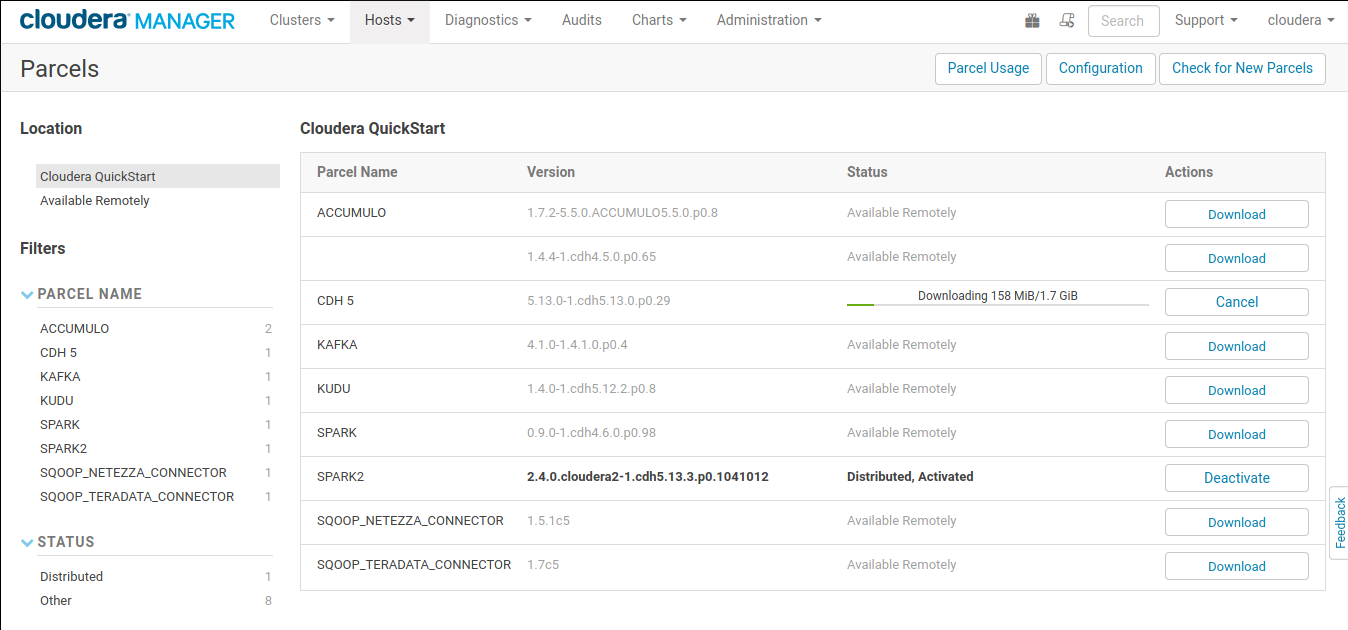 cloudera MANAGER Clusters Hosts Diagnostics Audits Charts Administration Search Support cloudera
Parcels Parcel Usage Configuration Check for New Parcels
Location
Cloudera QuickStart
Available Remotely
Filters
PARCEL NAME
ACCUMULO 2
CDH 5 1
KAFKA 1
KUDU 1
SPARK 1
SPARK2 1
SQOOP_NETEZZA_CONNECTOR 1
SQOOP_TERADATA_CONNECTOR 1
STATUS
Distributed 1
Other 8
Cloudera QuickStart
Parcel Name Version Status Actions
ACCUMULO 1.7.2-5.5.0.ACCUMULO5.5.0.p0.8 Available Remotely Download
1.4.4-1.cdh4.5.0.p0.65 Available Remotely Download
CDH 5 5.13.0-1.cdh5.13.0.p0.29 Downloading 158 MiB/1.7 GiB Cancel
KAFKA 4.1.0-1.4.1.0.p0.4 Available Remotely Download
KUDU 1.4.0-1.cdh5.12.2.p0.8 Available Remotely Download
SPARK 0.9.0-1.cdh4.6.0.p0.98 Available Remotely Download
SPARK2 2.4.0.cloudera2-1.cdh5.13.3.p0.1041012 Distributed, Activated Deactivate
SQOOP_NETEZZA_CONNECTOR 1.5.1c5 Available Remotely Download
SQOOP_TERADATA_CONNECTOR 1.7c5 Available Remotely Download
Feedback